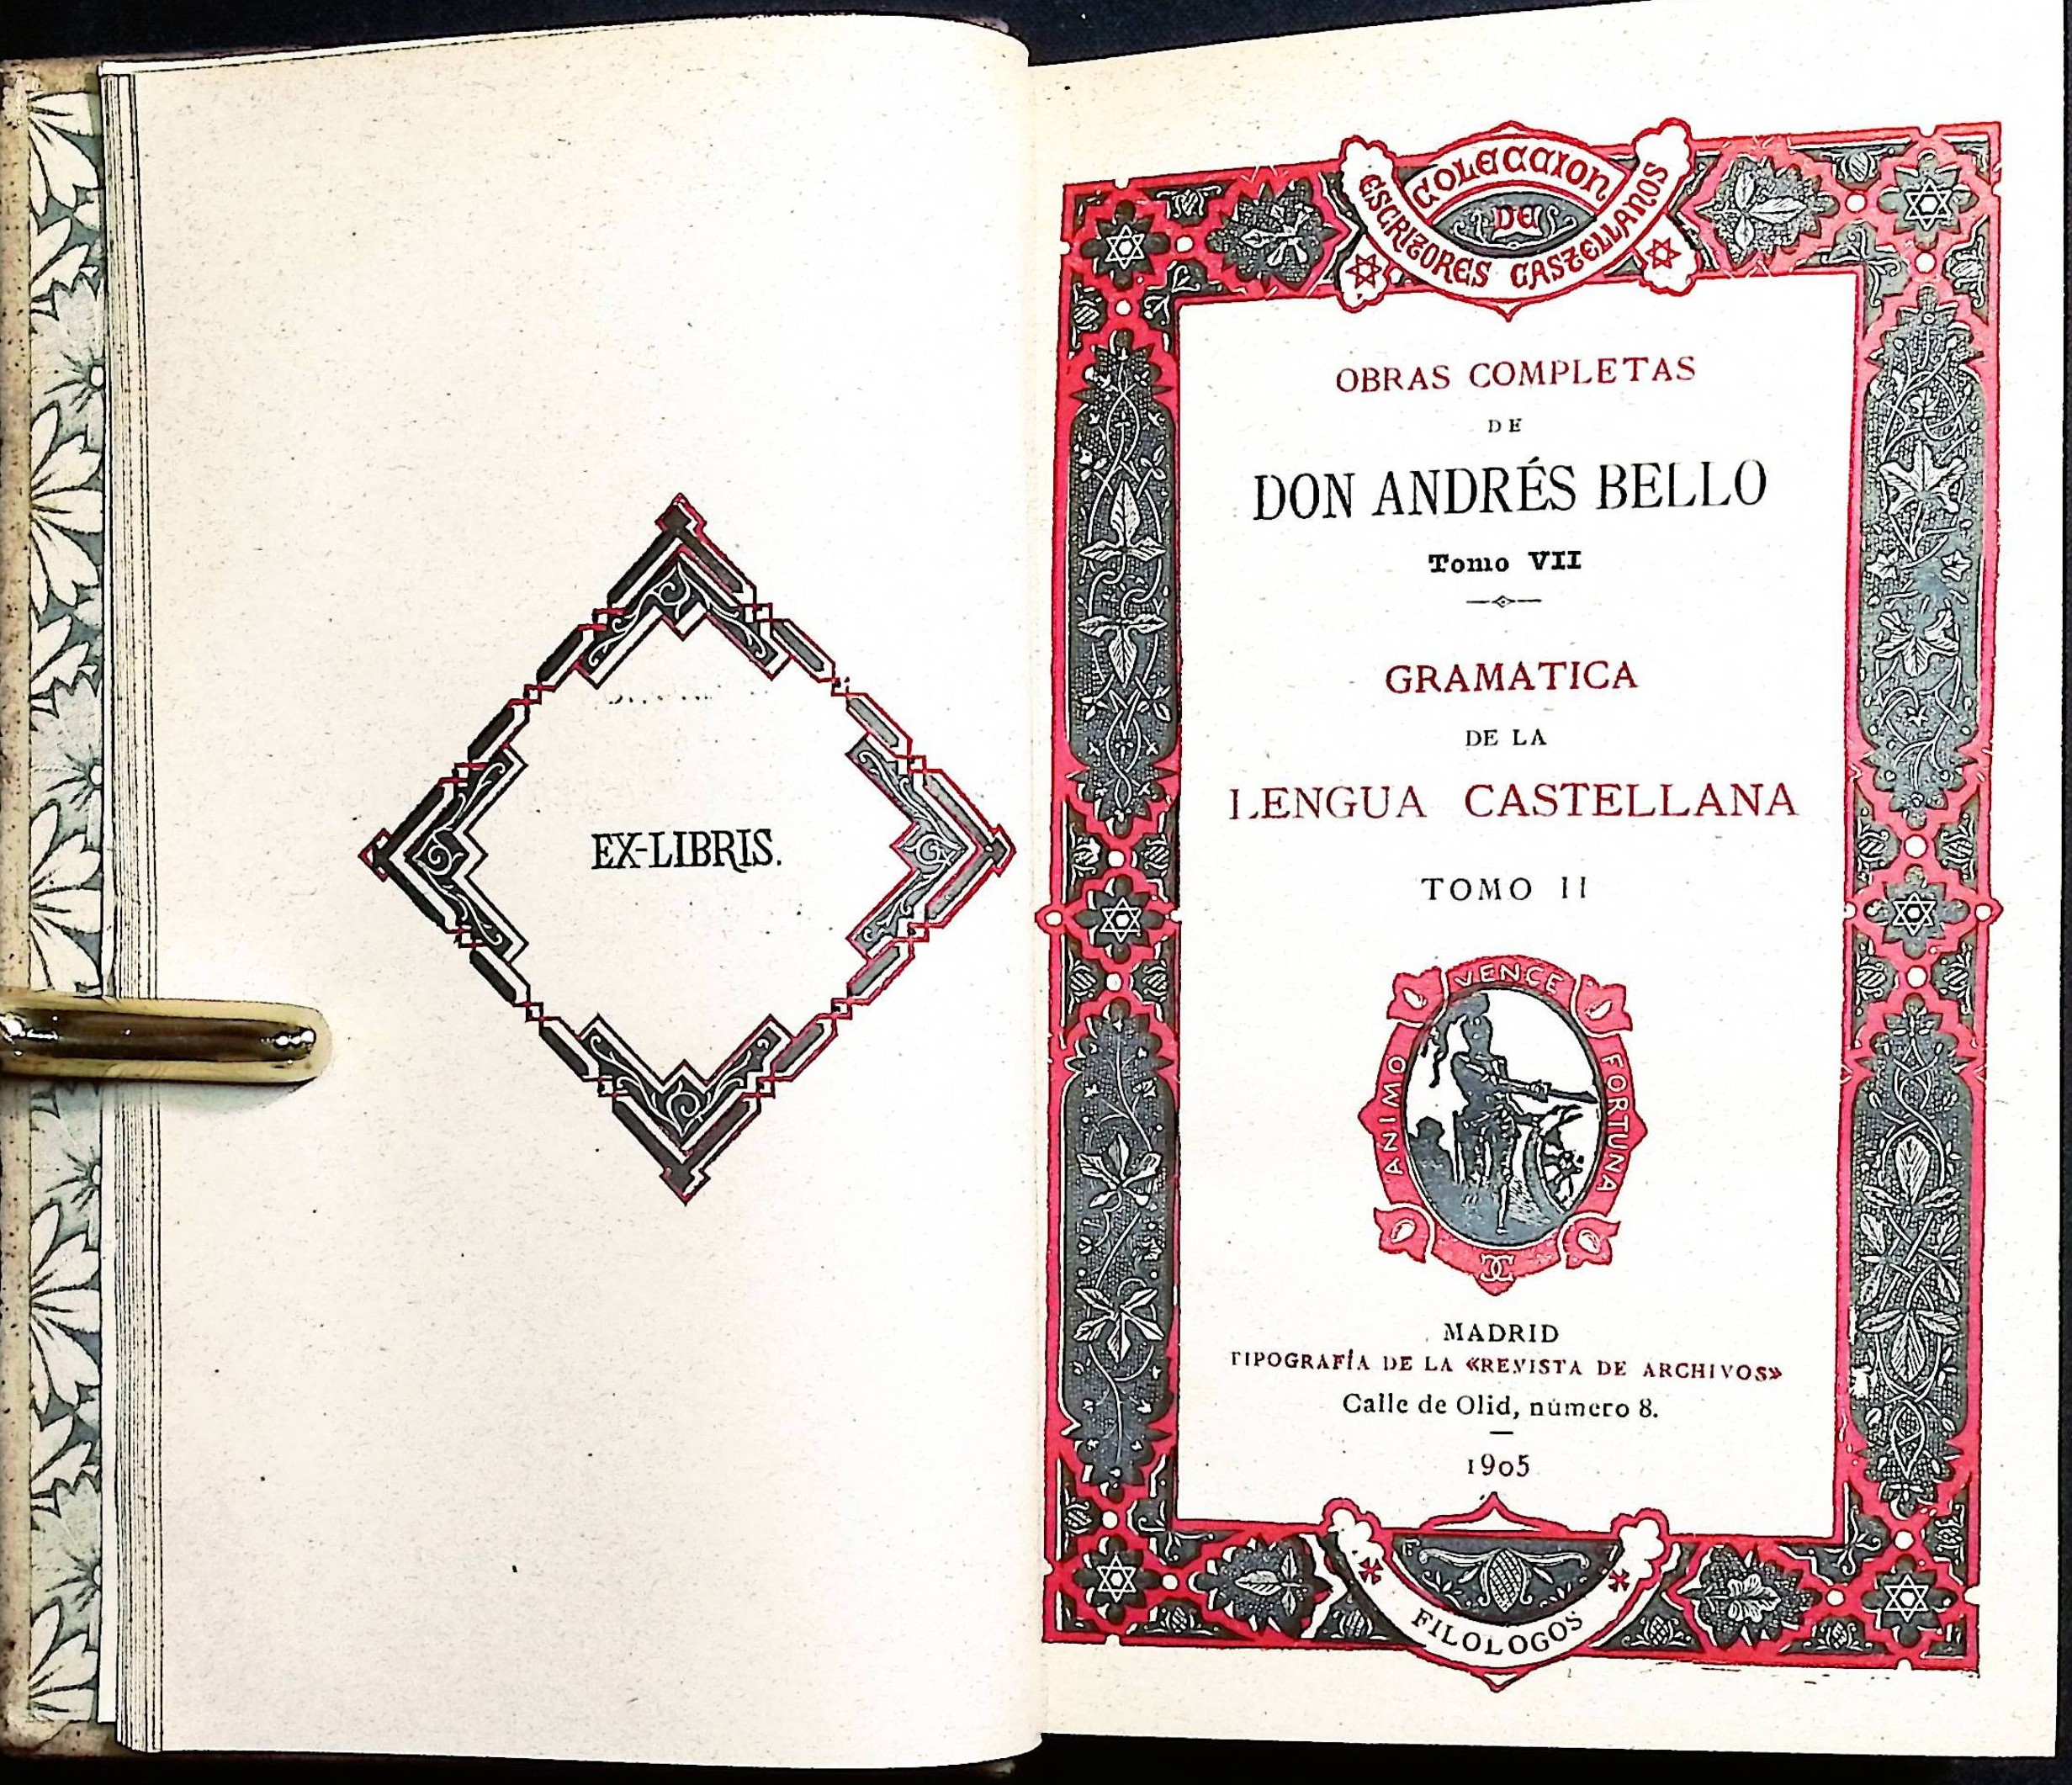 EX-LIBRIS.
COLECCION
DE
ESCRITORES CASTELLANOS
OBRAS COMPLETAS
DE
DON ANDRÉS BELLO
Tomo VII
GRAMATICA
DE LA
LENGUA CASTELLANA
TOMO II
ANIMO VENCE FORTUNA
MADRID
TIPOGRAFÍA DE LA «REVISTA DE ARCHIVOS»
Calle de Olid, número 8.
1905
FILOLOGOS